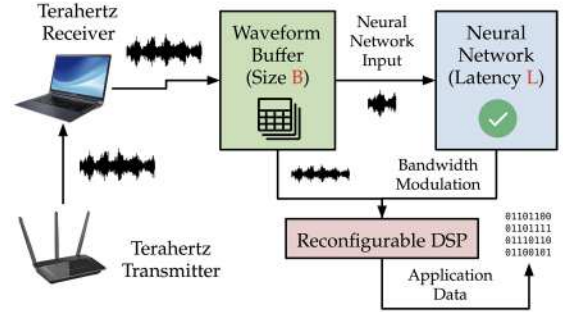 Terahertz
Receiver
Waveform
Buffer
(Size B)
Neural
Network
Input
Neural
Network
(Latency L)
Bandwidth
Modulation
Terahertz
Transmitter
Reconfigurable DSP
Application
Data
01101100
01101111
01110110
01100101